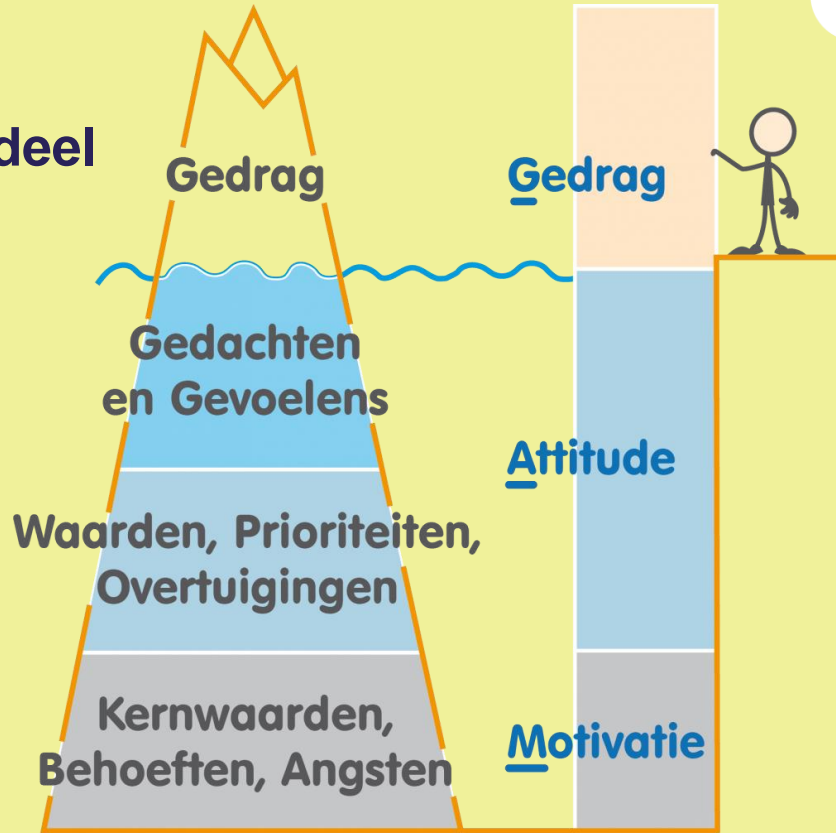 deel
Gedrag
Gedrag
Gedachten
en Gevoelens
Attitude
Waarden, Prioriteiten,
Overtuigingen
Kernwaarden,
Behoeften, Angsten
Motivatie